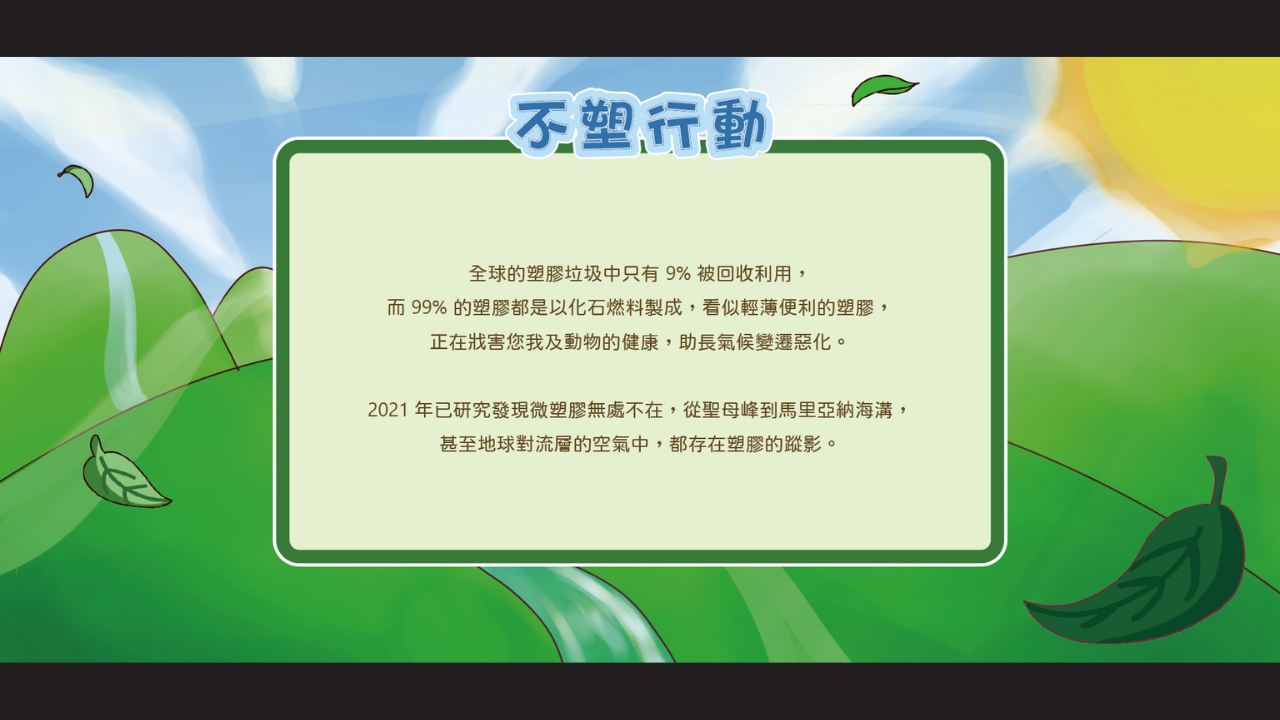 不塑行動
全球的塑膠垃圾中只有 9% 被回收利用，
而 99% 的塑膠都是以化石燃料製成，看似輕薄便利的塑膠，
正在戕害您我及動物的健康，助長氣候變遷惡化。
2021 年已研究發現微塑膠無處不在，從聖母峰到馬里亞納海溝，
甚至地球對流層的空氣中，都存在塑膠的蹤影。